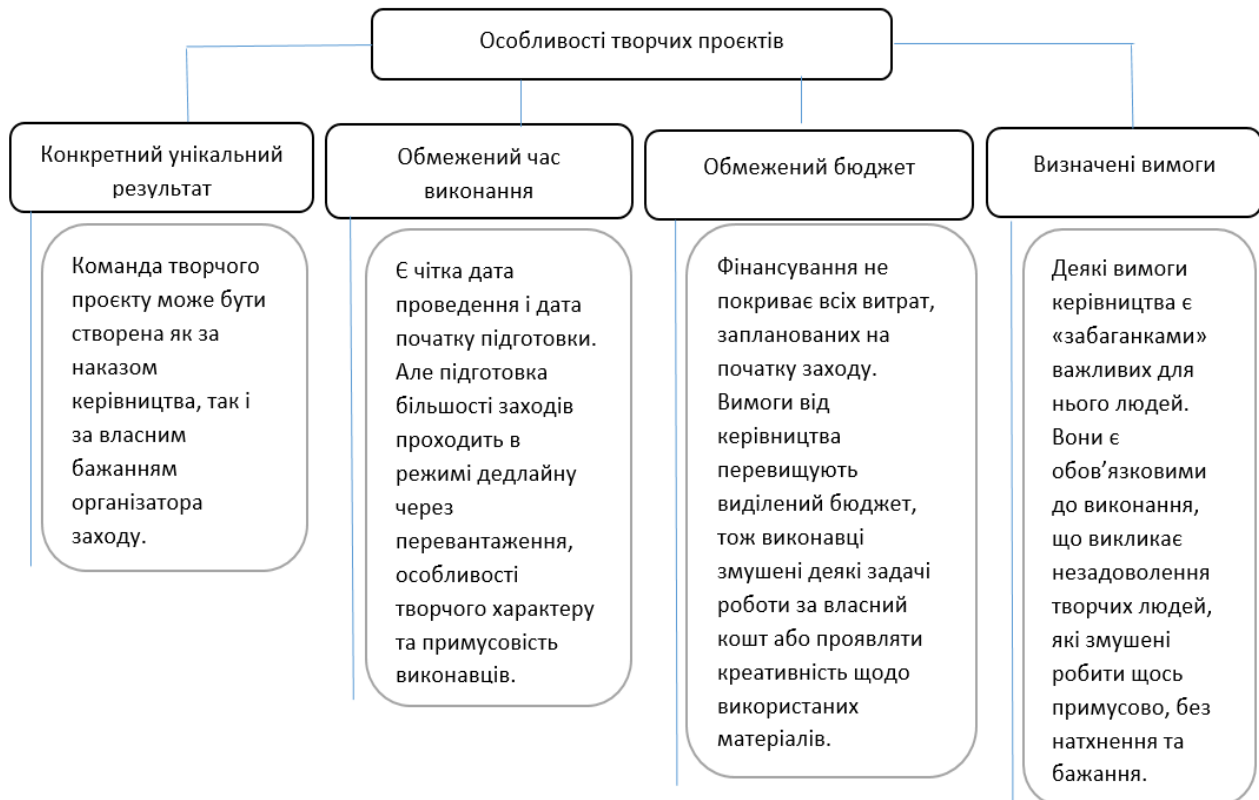 Особливості творчих проєктів
Конкретний унікальний
результат
Команда творчого
проєкту може бути
створена як за
наказом
керівництва, так і
за власним
бажанням
організатора
заходу.
Обмежений час
виконання
Є чітка дата
проведення і дата
початку підготовки.
Але підготовка
більшості заходів
проходить в
режимі дедлайну
через
перевантаження,
особливості
творчого характеру
та примусовість
виконавців.
Обмежений бюджет
Фінансування не
покриває всіх витрат,
запланованих на
початку заходу.
Вимоги від
керівництва
перевищують
виділений бюджет,
тож виконавці
змушені деякі задачі
роботи за власний
кошт або проявляти
креативність щодо
використаних
матеріалів.
Визначені вимоги
Деякі вимоги
керівництва є
«забаганками»
важливих для
нього людей.
Вони є
обов’язковими
до виконання,
що викликає
незадоволення
творчих людей,
які змушені
робити щось
примусово, без
натхнення та
бажання.